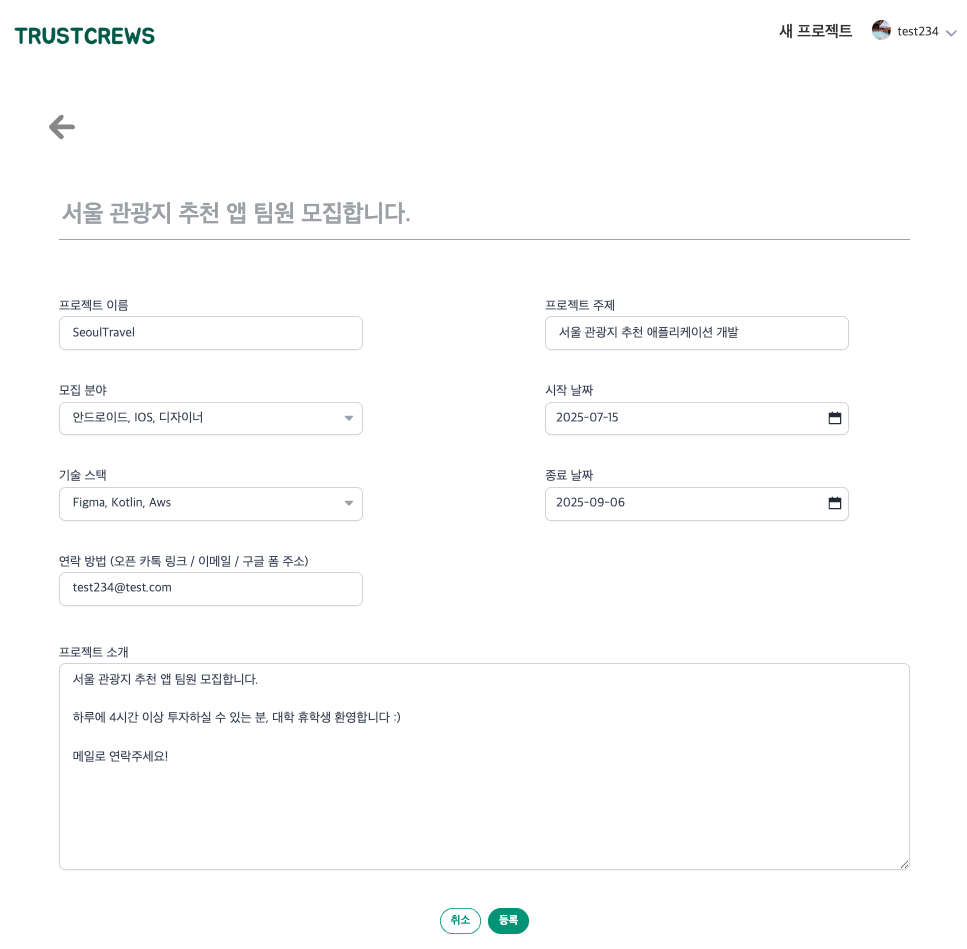 TRUSTCREWS
새 프로젝트
test234
서울 관광지 추천 앱 팀원 모집합니다.
프로젝트 이름
SeoulTravel
프로젝트 주제
서울 관광지 추천 애플리케이션 개발
모집 분야
안드로이드, IOS, 디자이너
시작 날짜
2025-07-15
기술 스택
Figma, Kotlin, Aws
종료 날짜
2025-09-06
연락 방법 (오픈 카톡 링크 / 이메일 / 구글 폼 주소)
test234@test.com
프로젝트 소개
서울 관광지 추천 앱 팀원 모집합니다.
하루에 4시간 이상 투자하실 수 있는 분, 대학 휴학생 환영합니다 :)
메일로 연락주세요!
취소
등록